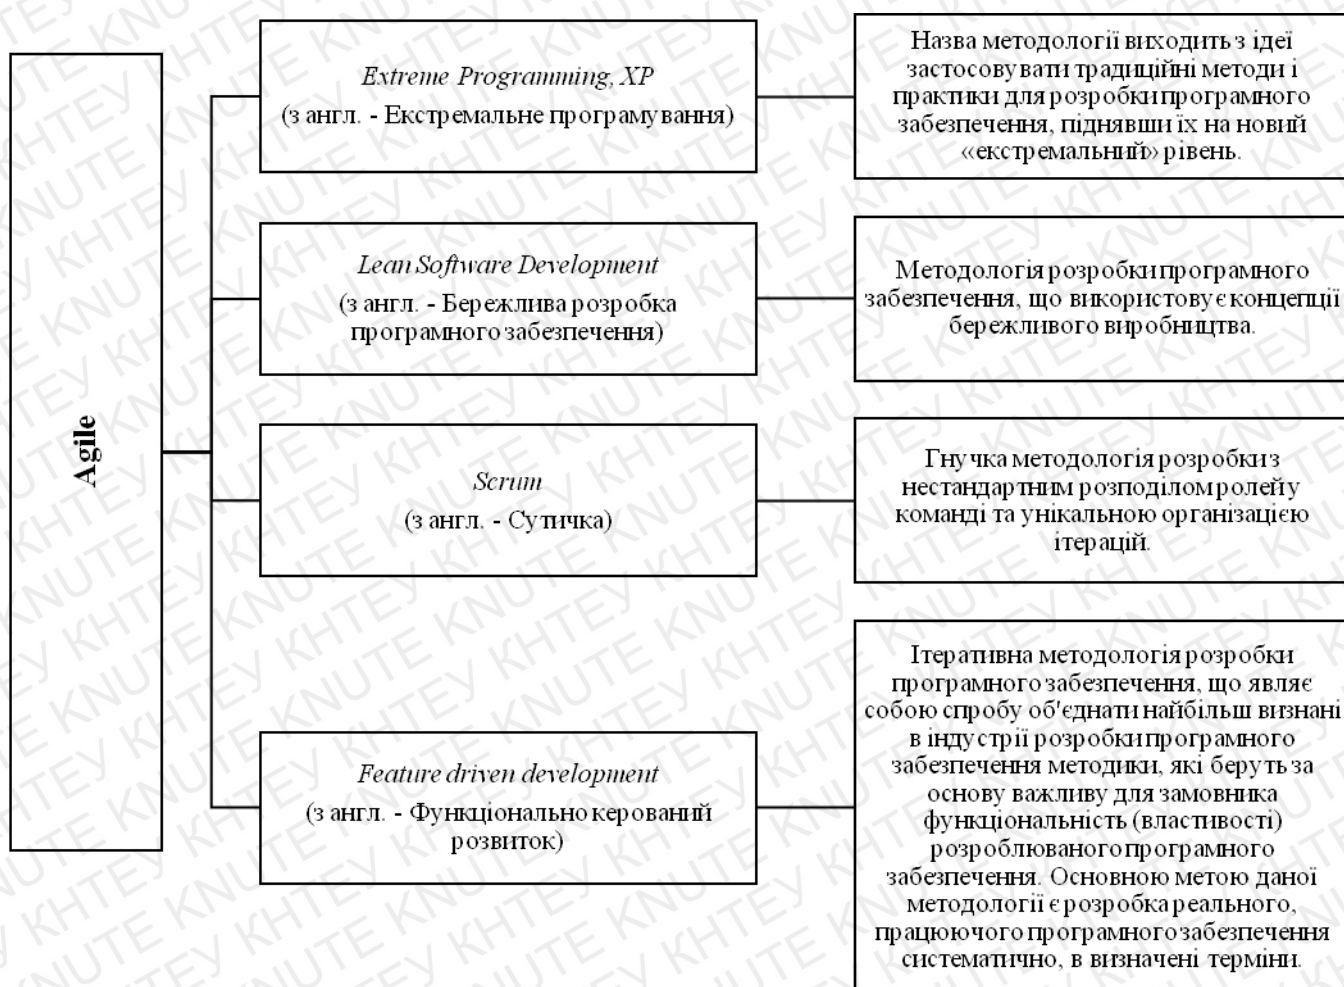 Agile
Extreme Programming, XP
(з англ. - Екстремальне програмування)
Назва методології виходить з ідеї
застосовувати традиційні методи і
практики для розробки програмного
забезпечення, піднявши їх на новий
«екстремальний» рівень.
Lean Software Development
(з англ. - Бережлива розробка
програмного забезпечення)
Методологія розробки програмного
забезпечення, що використовує концепції
бережливого виробництва.
Scrum
(з англ. - Сутичка)
Гнучка методологія розробки з
нестандартним розподілом ролей у
команді та унікальною організацією
ітерацій.
Feature driven development
(з англ. - Функціонально керований
розвиток)
Ітеративна методологія розробки
програмного забезпечення, що являє
собою спробу об'єднати найбільш визнані
в індустрії розробки програмного
забезпечення методики, які беруть за
основу важливу для замовника
функціональність (властивості)
розроблюваного програмного
забезпечення. Основною метою даної
методології є розробка реального,
працюючого програмного забезпечення
систематично, в визначені терміни.